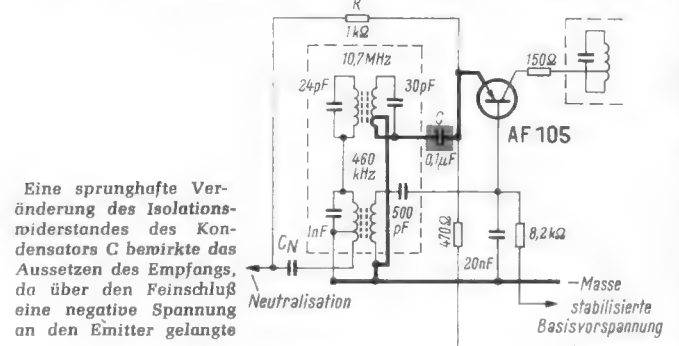 R
1kΩ
10,7MHz
24pF
30pF
C
0,1µF
150Ω
AF 105
460
kHz
1nF
500
pF
CN
470Ω
20nF
8,2kΩ
Neutralisation
–Masse
stabilisierte
Basisvorspannung
Eine sprunghafte Ver-
änderung des Isolations-
widerstandes des Kon-
densators C bewirkte das
Aussetzen des Empfangs,
da über den Feinschluß
eine negative Spannung
an den Emitter gelangte